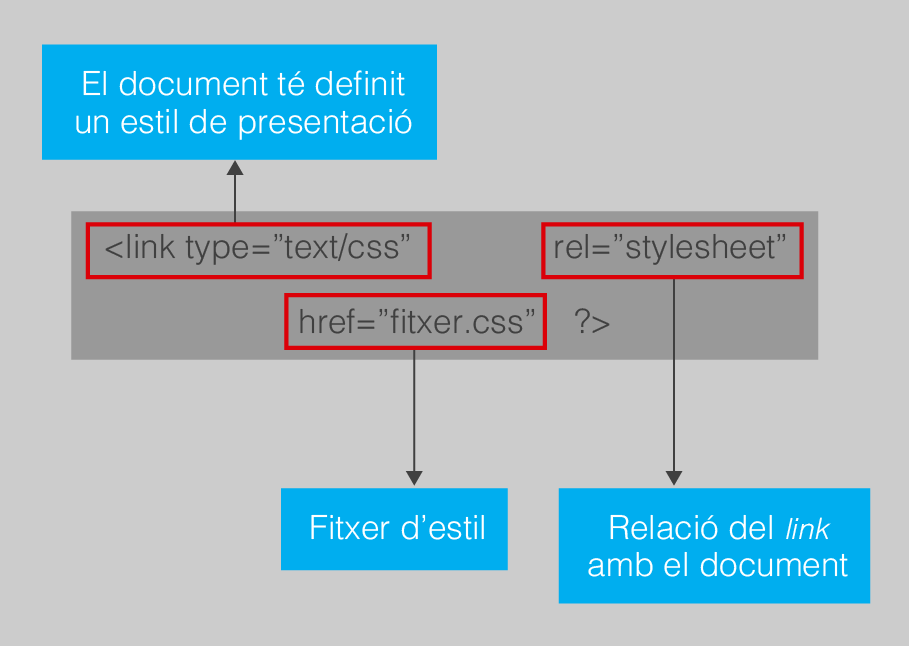 El document té definit
un estil de presentació
<link type=”text/css” rel=”stylesheet”
href=”fitxer.css” ?>
Fitxer d’estil
Relació del link
amb el document